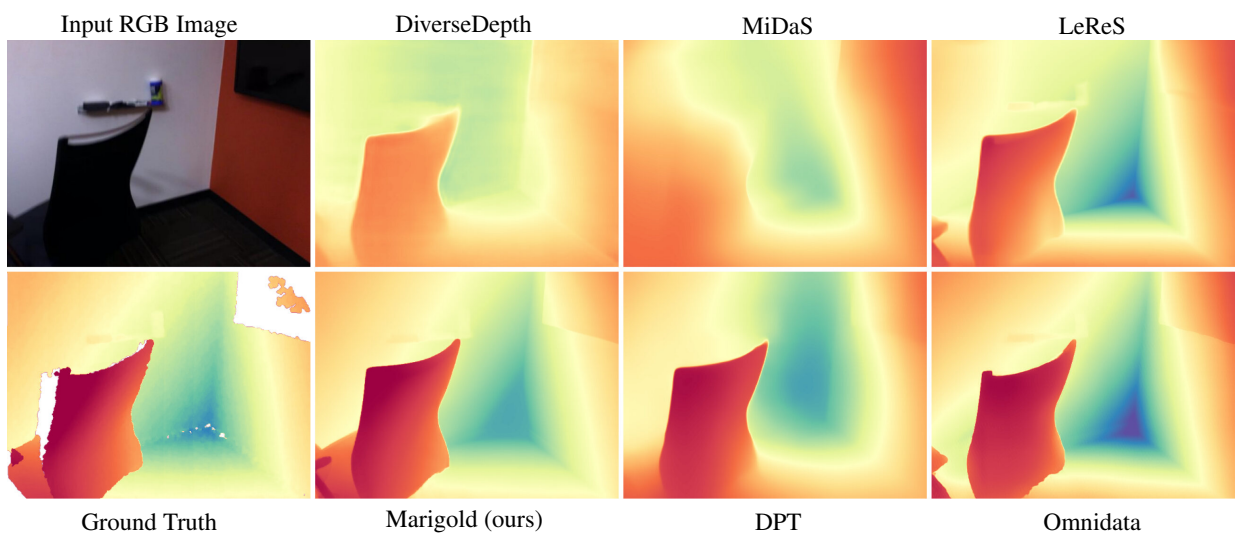 Input RGB Image
DiverseDepth
MiDaS
LeReS
Ground Truth
Marigold (ours)
DPT
Omnidata